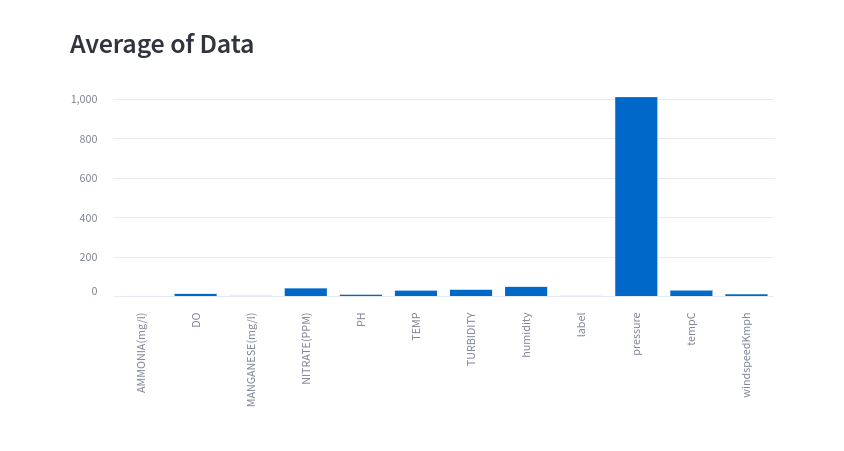 Average of Data
1,000
800
600
400
200
0
AMMONIA(mg/l)
DO
MANGANESE(mg/l)
NITRATE(PPM)
PH
TEMP
TURBIDITY
humidity
label
pressure
tempC
windspeedKmph